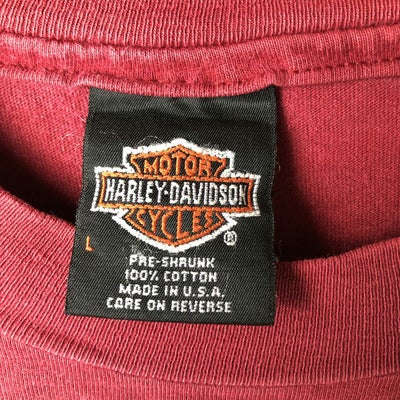 MOTOR
HARLEY-DAVIDSON
CYCLES
®
L
PRE-SHRUNK
100% COTTON
MADE IN U.S.A.
CARE ON REVERSE